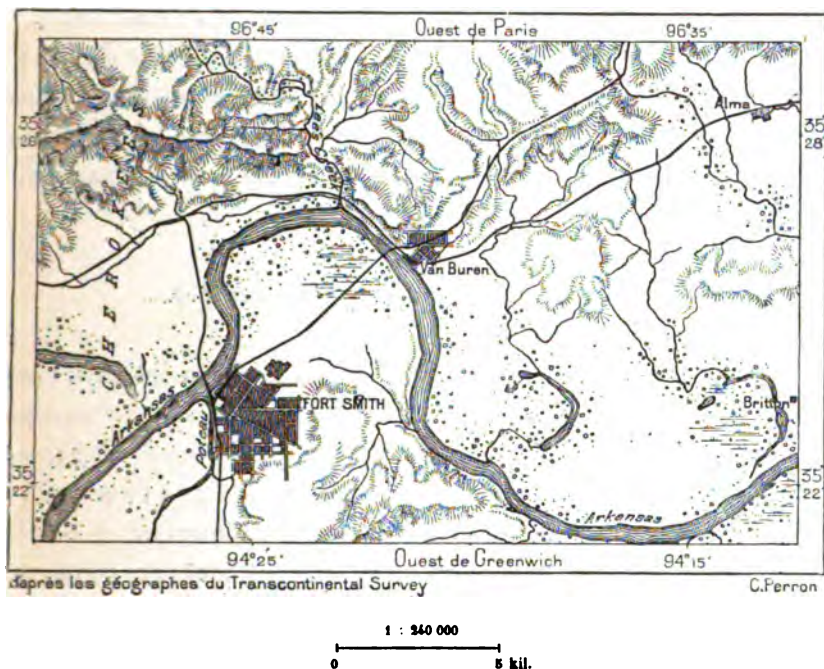 96°45'
Ouest de Paris
96°35'
35
28'
35
28'
Alma
Van Buren
CHEROKEES
FORT SMITH
Britton
Arkansas
Poteau
35
22'
35
22'
Arkansas
94°25'
Ouest de Greenwich
94°15'
d'après les géographes du Transcontinental Survey
C.Perron
1 : 240 000
0
5 kil.